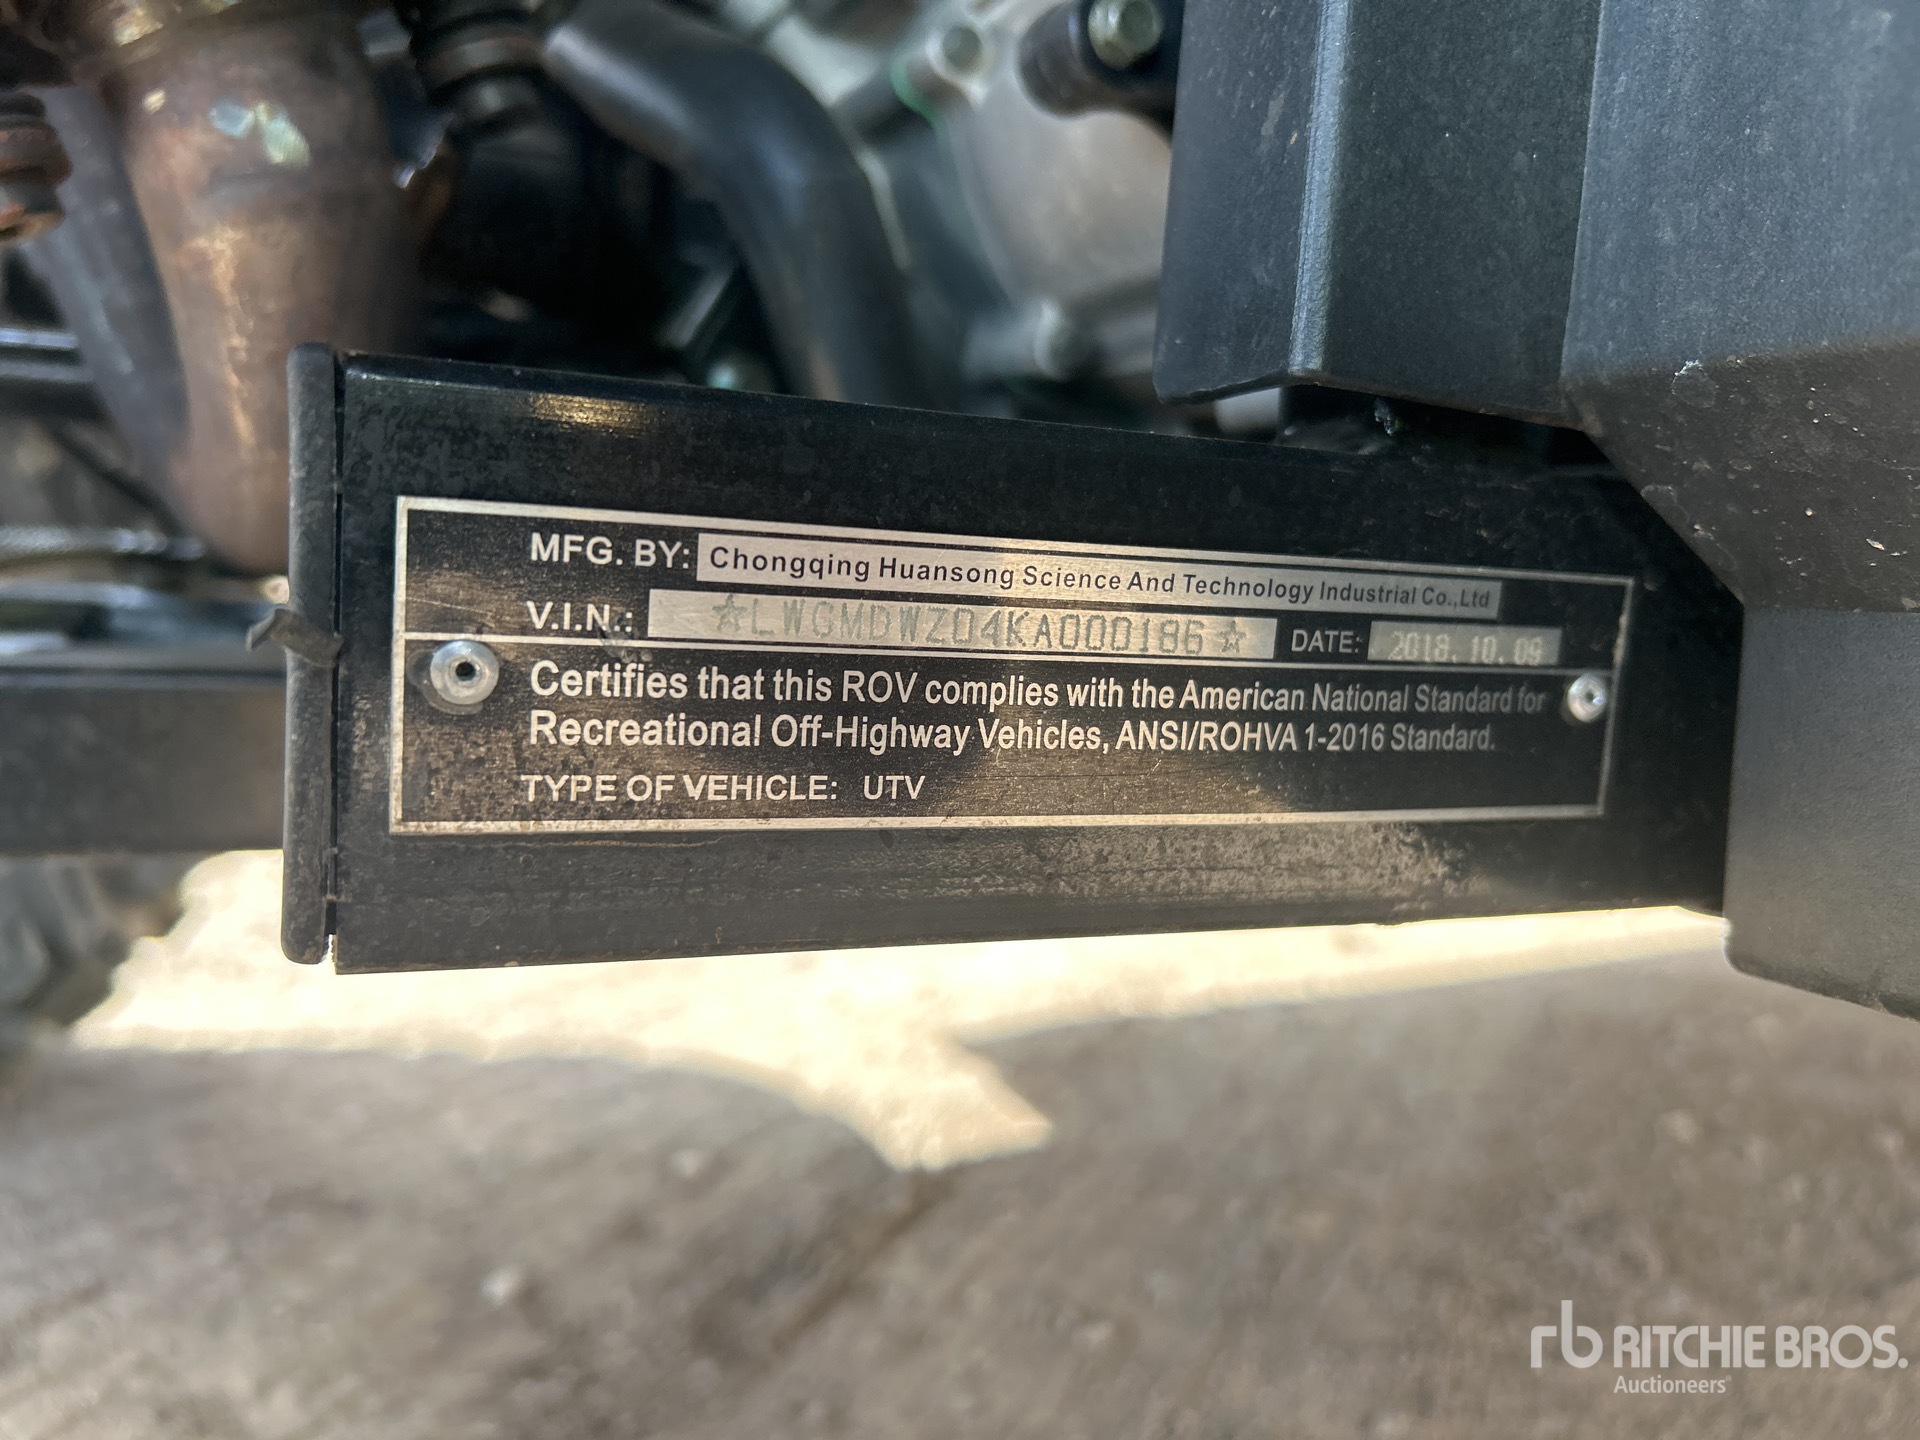 MFG. BY: Chongqing Huansong Science And Technology Industrial Co.,Ltd
V.I.N.: ☆LWGMDWZ04KA000186☆ DATE: 2018.10.09
Certifies that this ROV complies with the American National Standard for
Recreational Off-Highway Vehicles, ANSI/ROHVA 1-2016 Standard.
TYPE OF VEHICLE: UTV
rb RITCHIE BROS.
Auctioneers